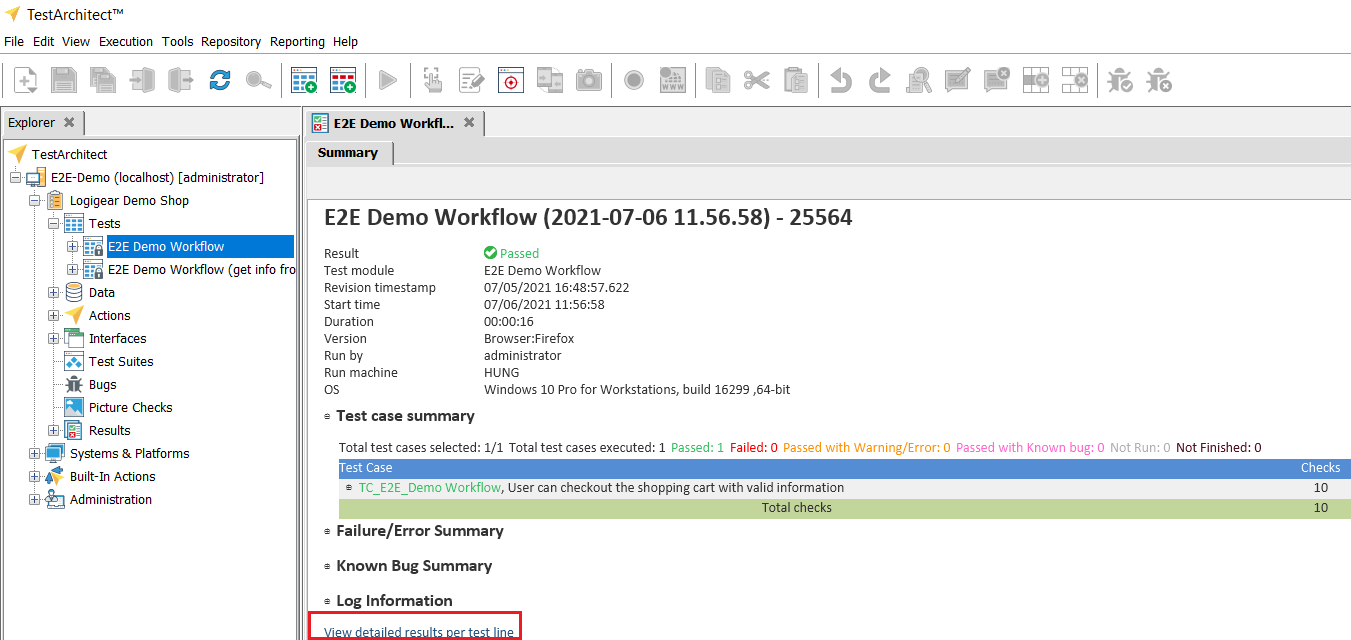 TestArchitect™
File Edit View Execution Tools Repository Reporting Help
WWW
Explorer
TestArchitect
E2E-Demo (localhost) [administrator]
Logigear Demo Shop
Tests
E2E Demo Workflow
E2E Demo Workflow (get info fro
Data
Actions
Interfaces
Test Suites
Bugs
Picture Checks
Results
Systems & Platforms
Built-In Actions
Administration
E2E Demo Workfl...
Summary
E2E Demo Workflow (2021-07-06 11.56.58) - 25564
Result Passed
Test module E2E Demo Workflow
Revision timestamp 07/05/2021 16:48:57.622
Start time 07/06/2021 11:56:58
Duration 00:00:16
Version Browser:Firefox
Run by administrator
Run machine HUNG
OS Windows 10 Pro for Workstations, build 16299 ,64-bit
Test case summary
Total test cases selected: 1/1 Total test cases executed: 1 Passed: 1 Failed: 0 Passed with Warning/Error: 0 Passed with Known bug: 0 Not Run: 0 Not Finished: 0
Test Case Checks
TC_E2E_Demo Workflow, User can checkout the shopping cart with valid information 10
Total checks 10
Failure/Error Summary
Known Bug Summary
Log Information
View detailed results per test line